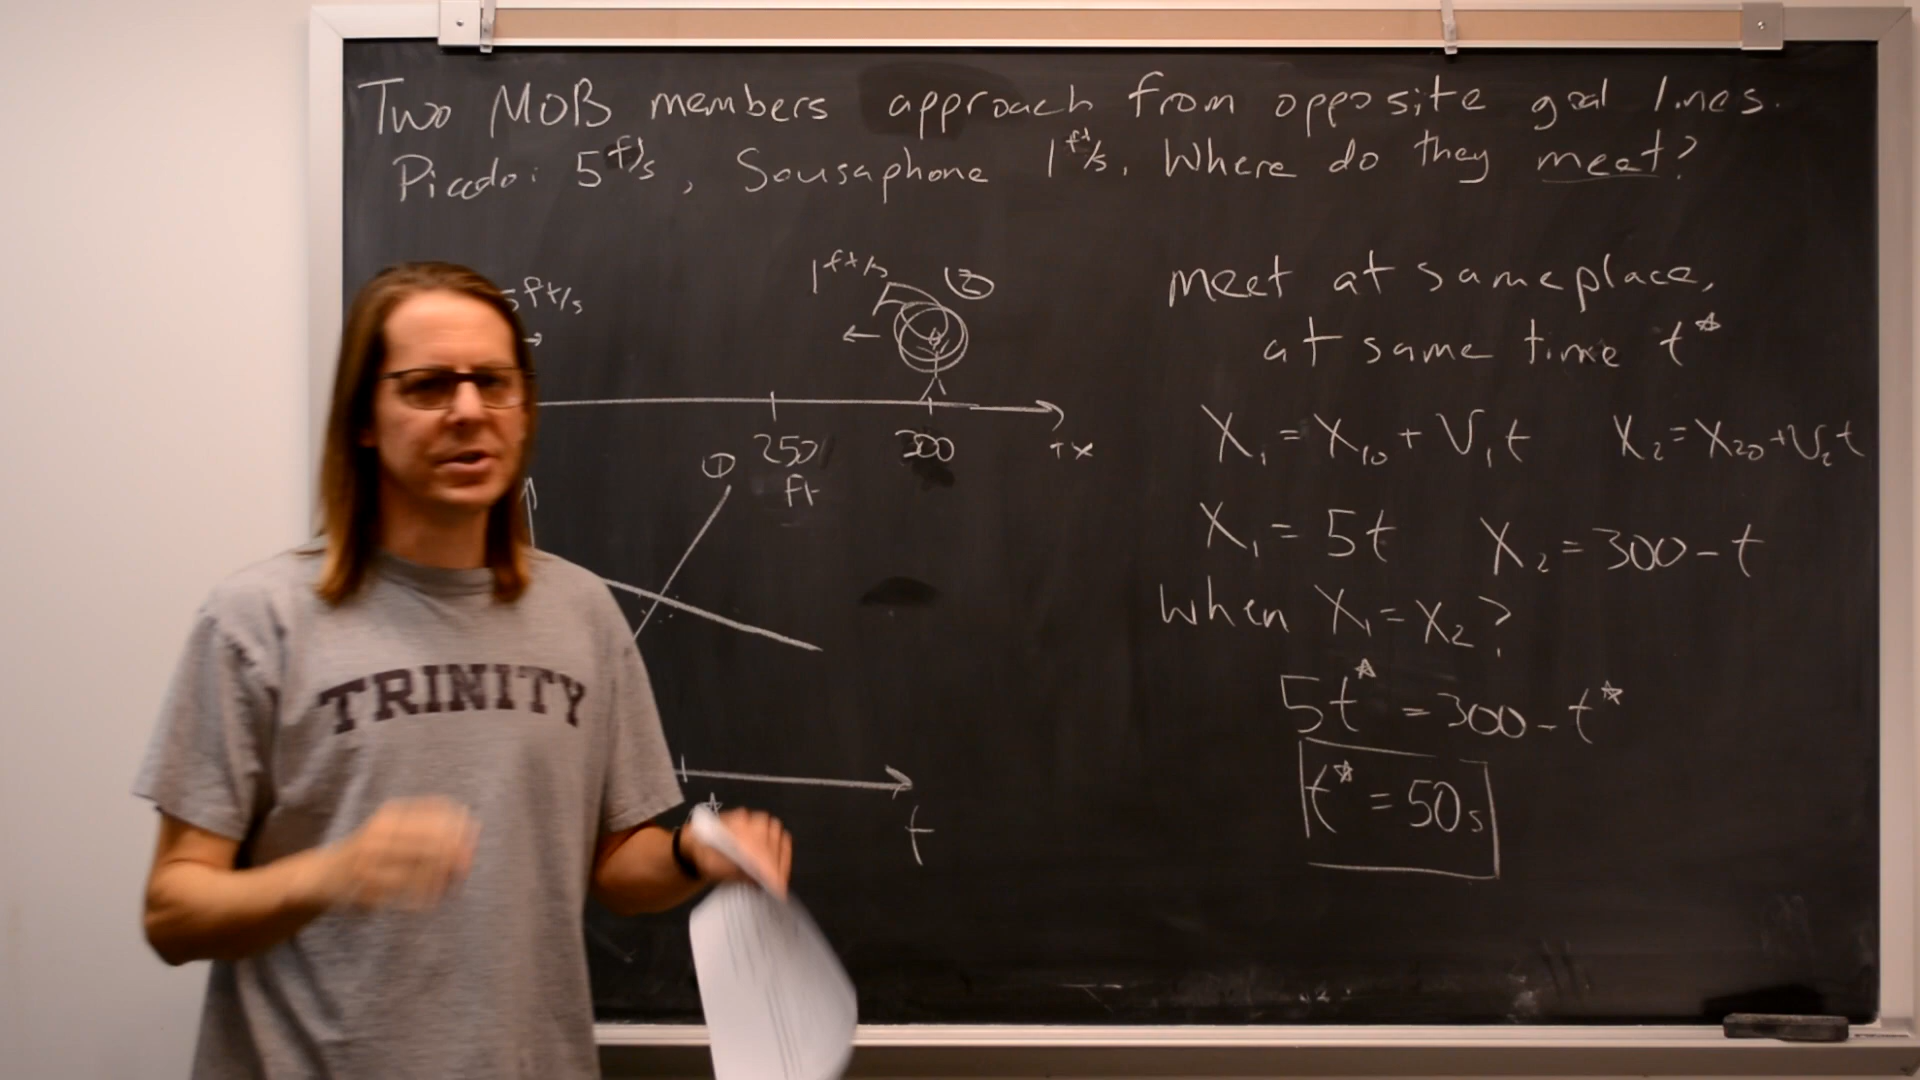 Two MOB members approach from opposite goal lines.
Piccolo: 5 ft/s, Sousaphone 1 ft/s. Where do they meet?
5 ft/s
1 ft/s
②
250 ft
300
+x
①
t
meet at same place,
at same time t*
X₁ = X₁₀ + V₁t X₂ = X₂₀ + V₂t
X₁ = 5t X₂ = 300 - t
when X₁ = X₂?
5t* = 300 - t*
t* = 50 s
TRINITY